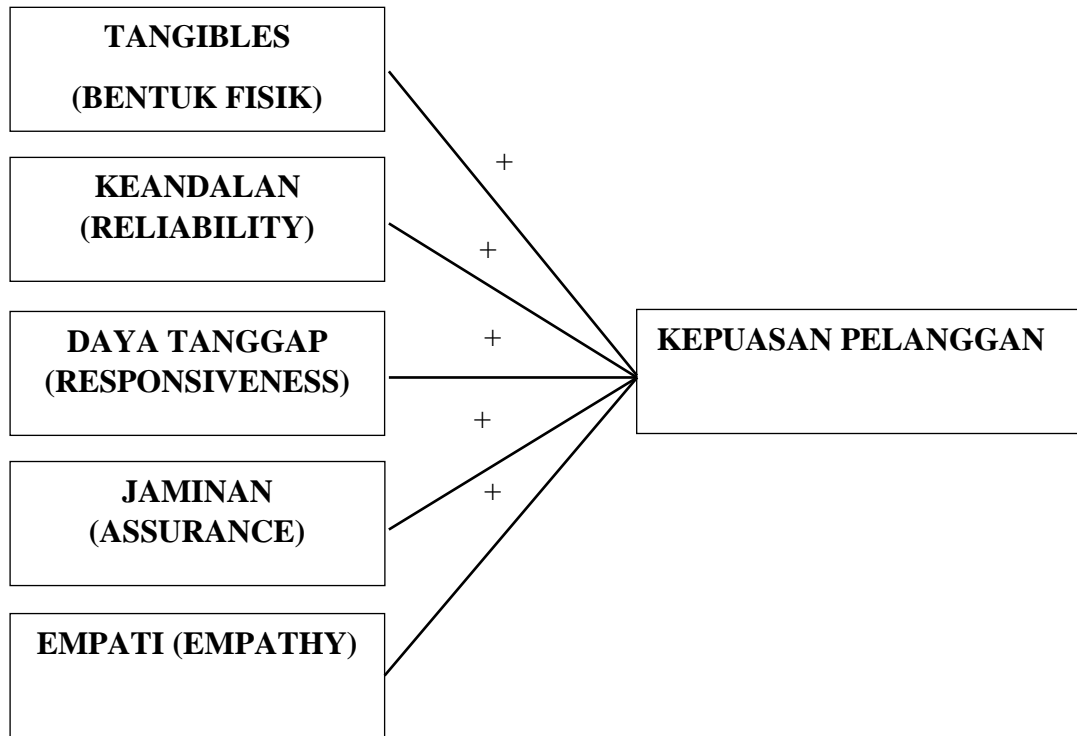 TANGIBLES
(BENTUK FISIK)
+
KEANDALAN
(RELIABILITY)
+
DAYA TANGGAP
(RESPONSIVENESS)
+
KEPUASAN PELANGGAN
+
JAMINAN
(ASSURANCE)
+
EMPATI (EMPATHY)